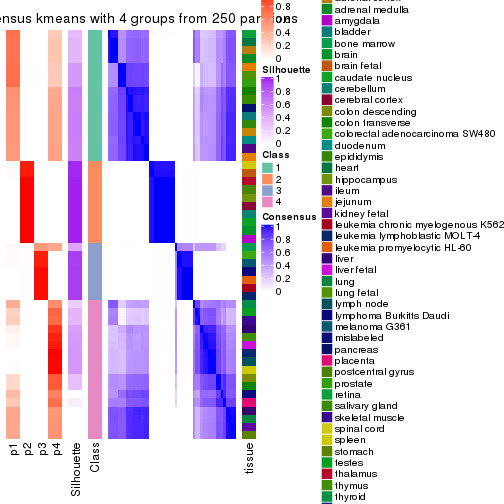 ensus kmeans with 4 groups from 250 par
ons
0.8
0.6
0.4
0.2
0
Silhouette
1
0.8
0.6
0.4
0.2
0
Class
1
2
3
4
Consensus
1
0.8
0.6
0.4
0.2
0
p1
p2
p3
p4
Silhouette
Class
tissue
adrenal medulla
amygdala
bladder
bone marrow
brain
brain fetal
caudate nucleus
cerebellum
cerebral cortex
colon descending
colon transverse
colorectal adenocarcinoma SW480
duodenum
epididymis
heart
hippocampus
ileum
jejunum
kidney fetal
leukemia chronic myelogenous K562
leukemia lymphoblastic MOLT-4
leukemia promyelocytic HL-60
liver
liver fetal
lung
lung fetal
lymph node
lymphoma Burkitts Daudi
melanoma G361
mislabeled
pancreas
placenta
postcentral gyrus
prostate
retina
salivary gland
skeletal muscle
spinal cord
spleen
stomach
testes
thalamus
thymus
thyroid